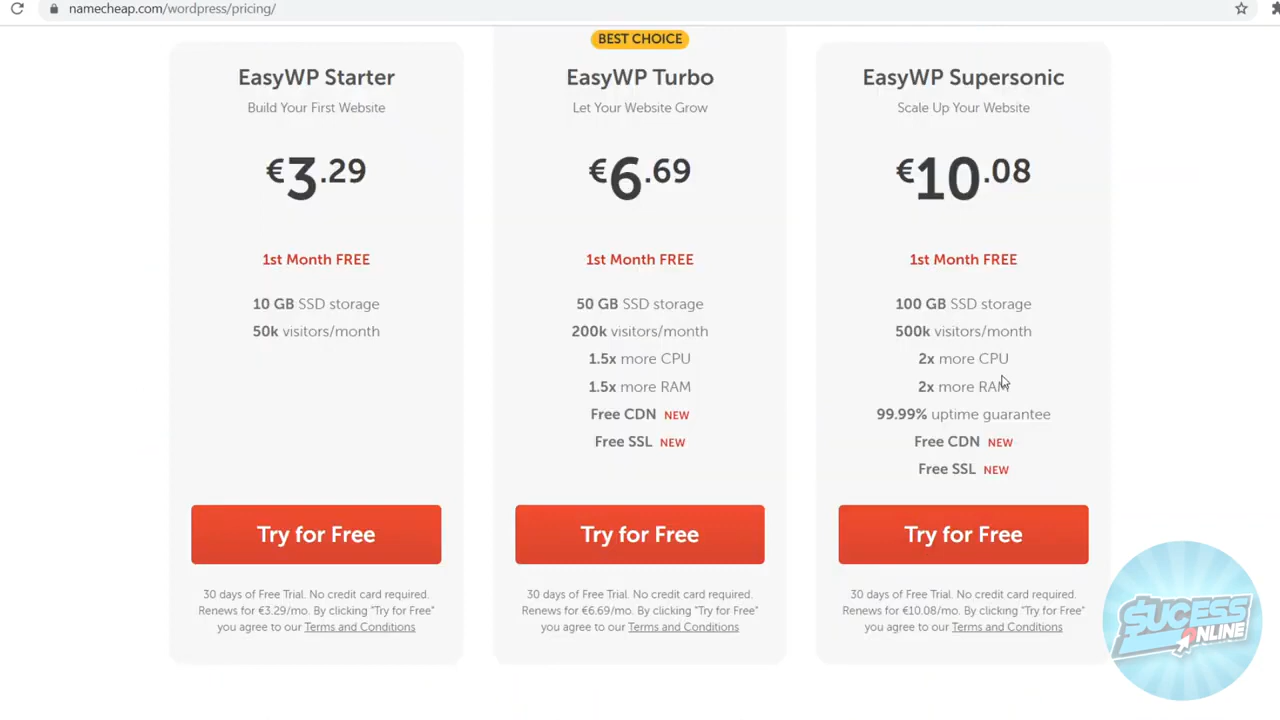 namecheap.com/wordpress/pricing/
EasyWP Starter
Build Your First Website
€3.29
1st Month FREE
10 GB SSD storage
50k visitors/month
Try for Free
30 days of Free Trial. No credit card required.
Renews for €3.29/mo. By clicking "Try for Free"
you agree to our Terms and Conditions
BEST CHOICE
EasyWP Turbo
Let Your Website Grow
€6.69
1st Month FREE
50 GB SSD storage
200k visitors/month
1.5x more CPU
1.5x more RAM
Free CDN NEW
Free SSL NEW
Try for Free
30 days of Free Trial. No credit card required.
Renews for €6.69/mo. By clicking "Try for Free"
you agree to our Terms and Conditions
EasyWP Supersonic
Scale Up Your Website
€10.08
1st Month FREE
100 GB SSD storage
500k visitors/month
2x more CPU
2x more RAM
99.99% uptime guarantee
Free CDN NEW
Free SSL NEW
Try for Free
30 days of Free Trial. No credit card required.
Renews for €10.08/mo. By clicking "Try for Free"
you agree to our Terms and Conditions
$UCESS
ONLINE